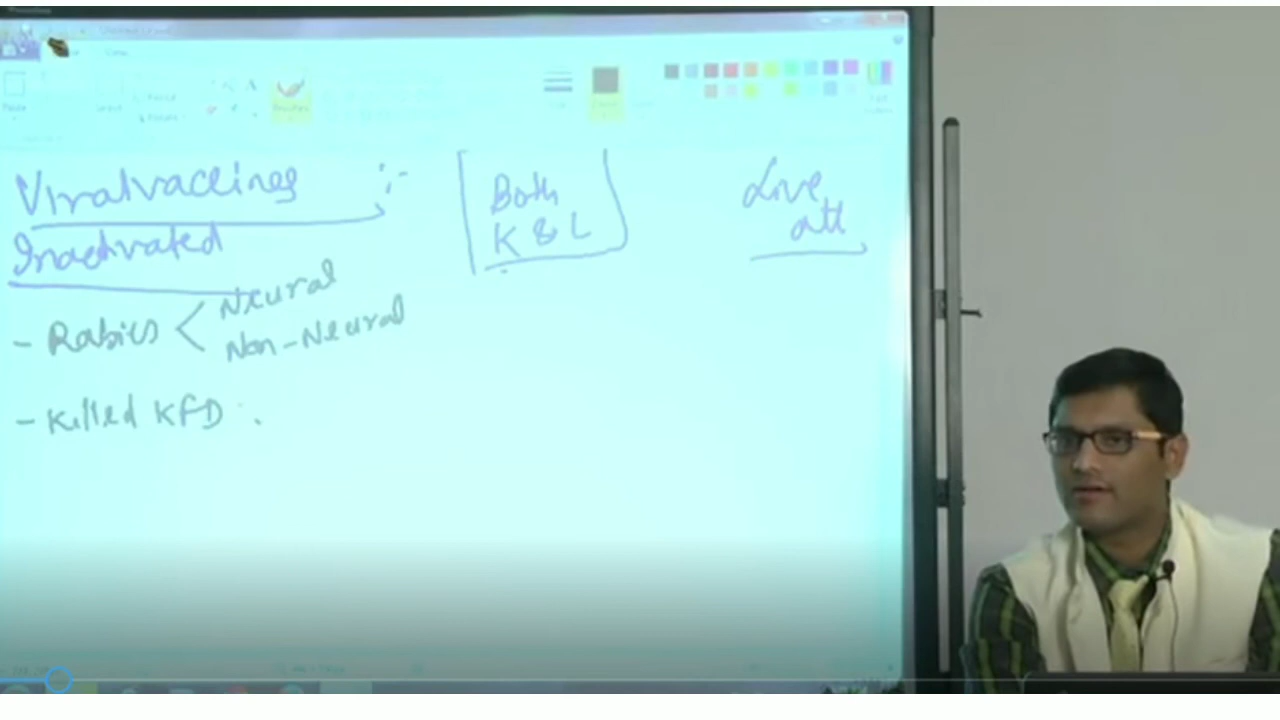 Viralvaccines :-
Inactivated
Both
K & L
Live
att
- Rabies < Neural
Non-Neural
- Killed KFD :